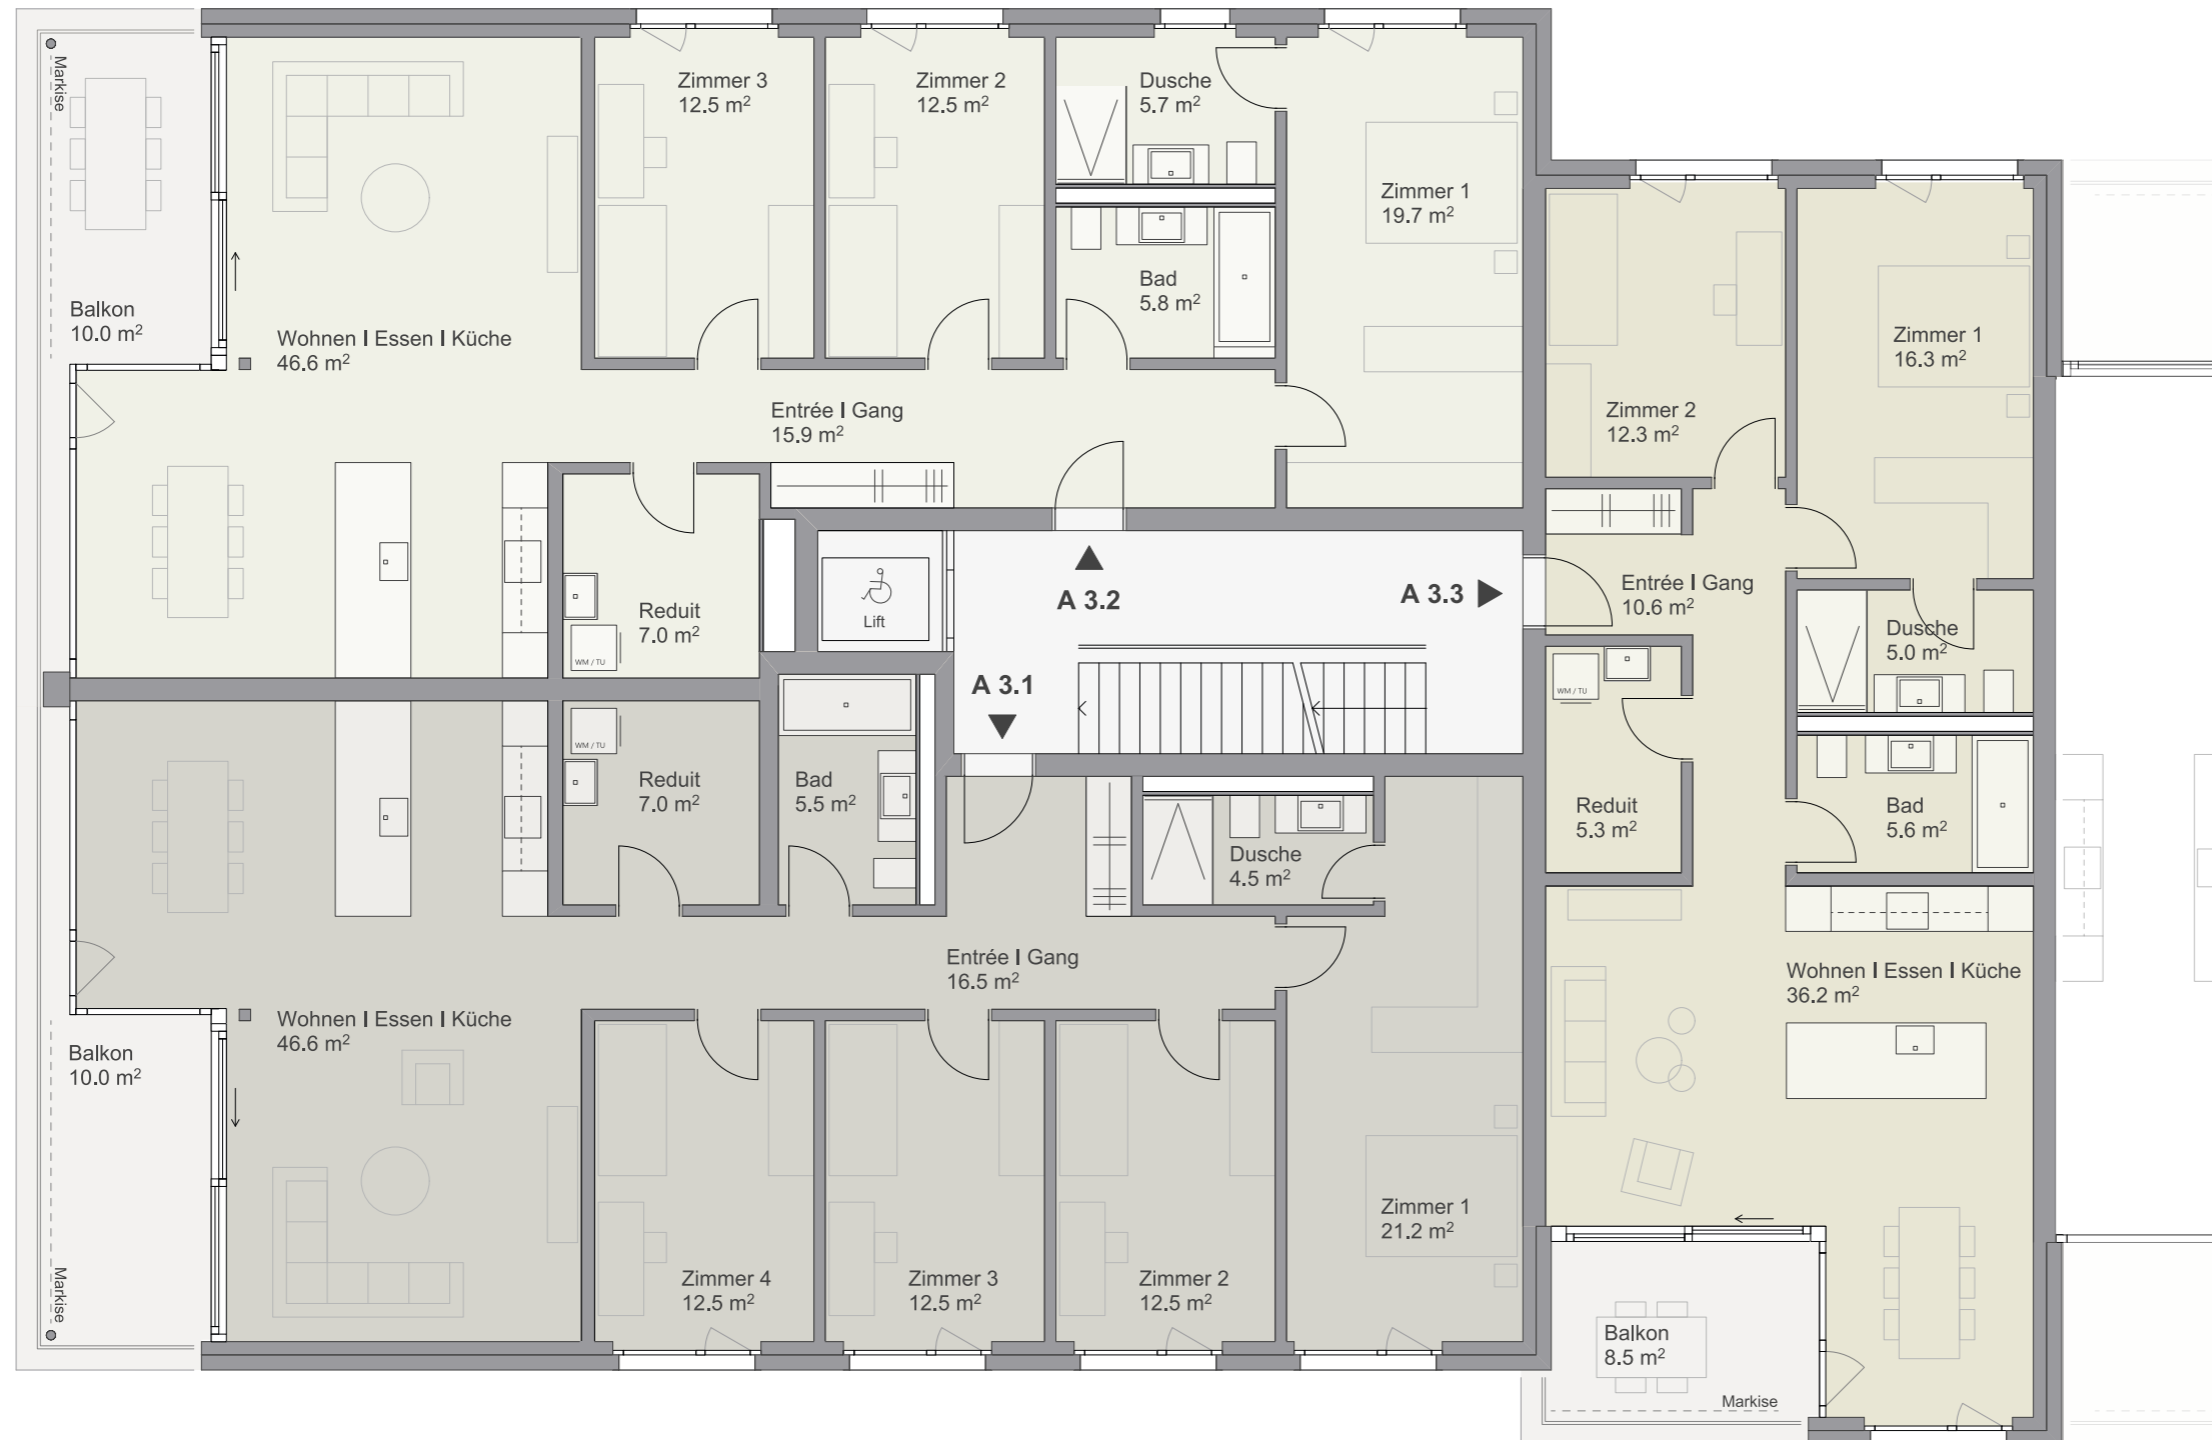 Markise
Balkon
10.0 m²
Wohnen I Essen I Küche
46.6 m²
Zimmer 3
12.5 m²
Zimmer 2
12.5 m²
Dusche
5.7 m²
Bad
5.8 m²
Zimmer 1
19.7 m²
Entrée I Gang
15.9 m²
Reduit
7.0 m²
WM / TU
Lift
A 3.2
A 3.3
A 3.1
Zimmer 2
12.3 m²
Zimmer 1
16.3 m²
Entrée I Gang
10.6 m²
Dusche
5.0 m²
WM / TU
Reduit
5.3 m²
Bad
5.6 m²
Wohnen I Essen I Küche
36.2 m²
Balkon
8.5 m²
Markise
WM / TU
Reduit
7.0 m²
Bad
5.5 m²
Dusche
4.5 m²
Entrée I Gang
16.5 m²
Wohnen I Essen I Küche
46.6 m²
Balkon
10.0 m²
Markise
Zimmer 4
12.5 m²
Zimmer 3
12.5 m²
Zimmer 2
12.5 m²
Zimmer 1
21.2 m²